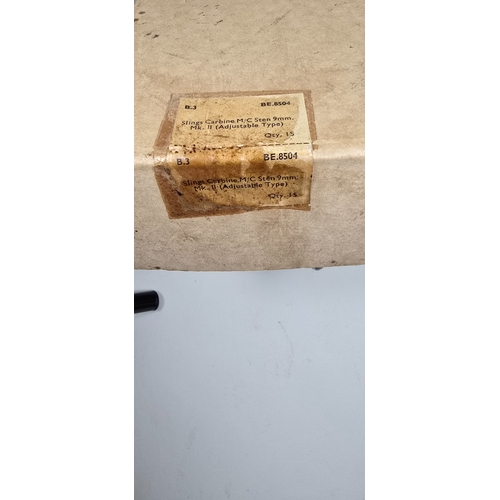 B.3 BE.8504
Slings Carbine M/C Sten 9mm.
Mk. II (Adjustable Type)
Qty. 15
B.3 BE.8504
Slings Carbine M/C Sten 9mm.
Mk. II (Adjustable Type)
Qty. 15